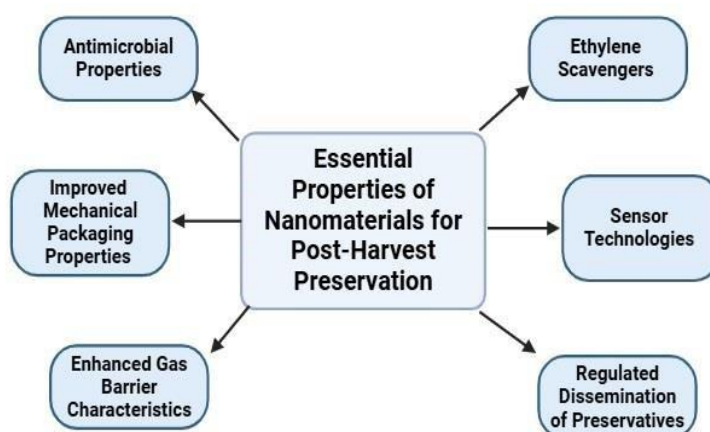 Antimicrobial
Properties
Ethylene
Scavengers
Essential
Properties of
Nanomaterials for
Post-Harvest
Preservation
Improved
Mechanical
Packaging
Properties
Sensor
Technologies
Enhanced Gas
Barrier
Characteristics
Regulated
Dissemination
of Preservatives